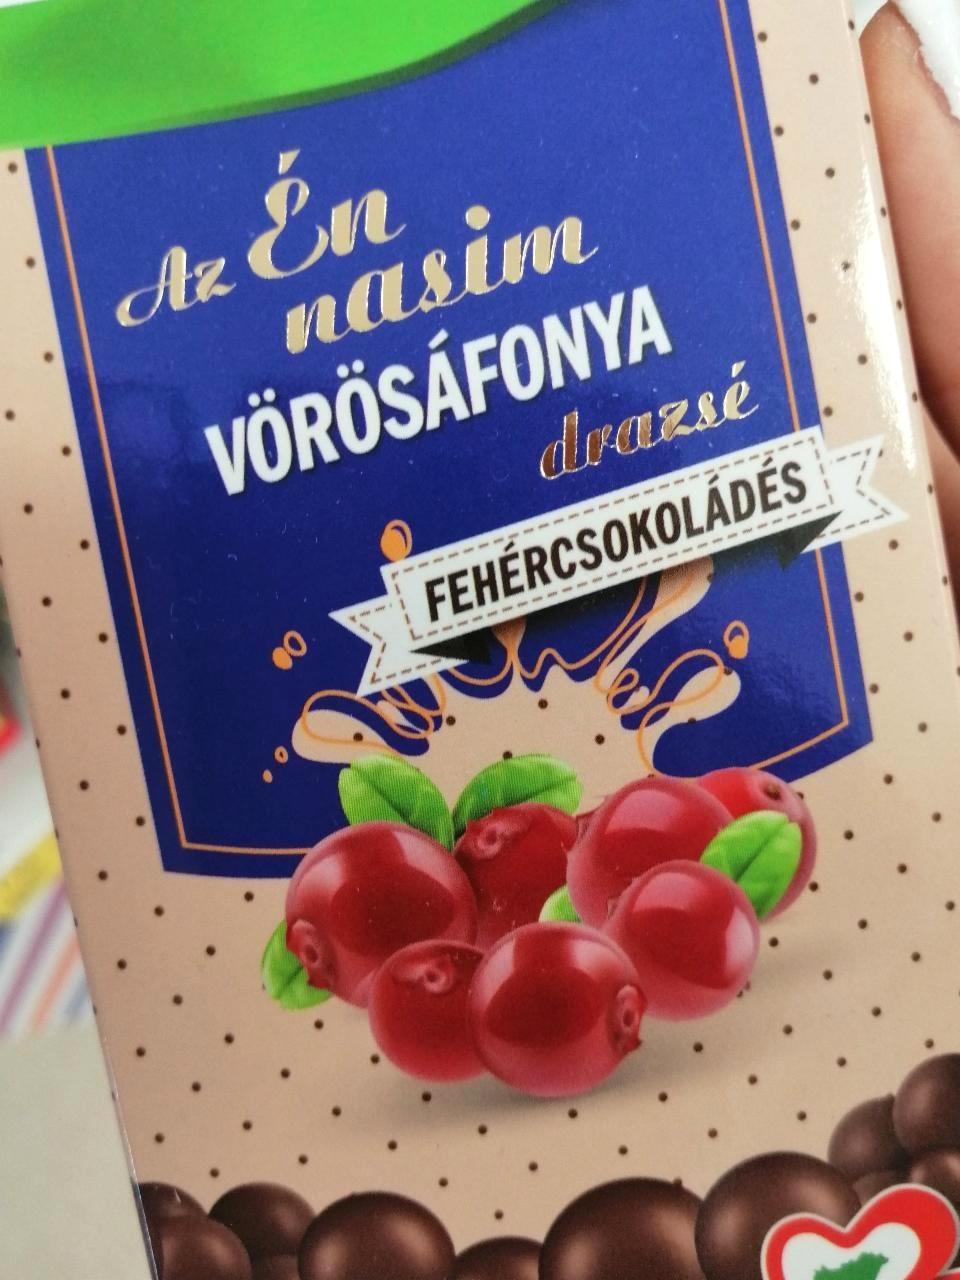 Az Én
nasim
VÖRÖSÁFONYA
drazsé
FEHÉRCSOKOLÁDÉS